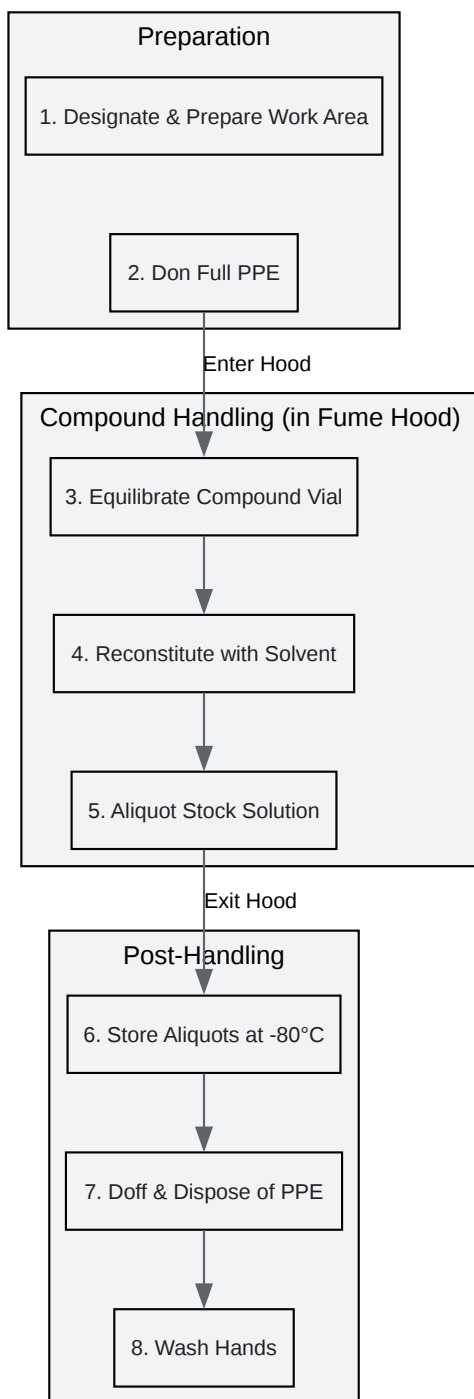 Preparation
1. Designate & Prepare Work Area
2. Don Full PPE
Enter Hood
Compound Handling (in Fume Hood)
3. Equilibrate Compound Vial
4. Reconstitute with Solvent
5. Aliquot Stock Solution
Exit Hood
Post-Handling
6. Store Aliquots at -80°C
7. Doff & Dispose of PPE
8. Wash Hands